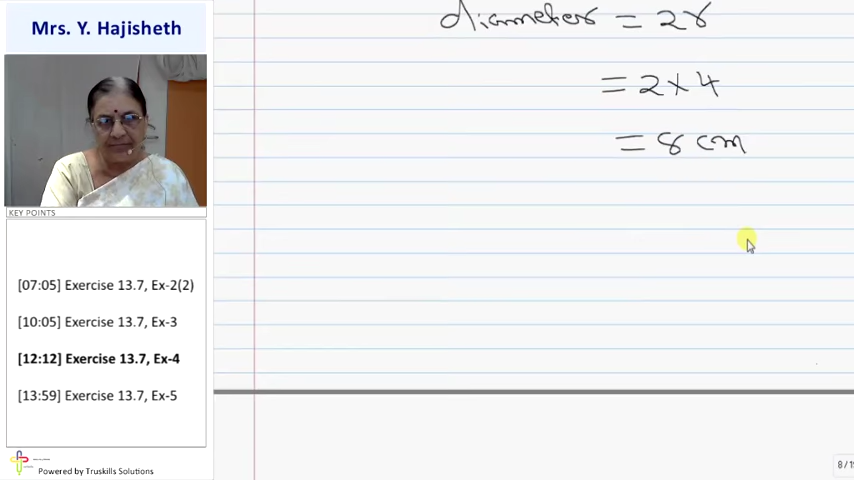 Mrs. Y. Hajisheth
diameter = 2r
= 2 × 4
= 8 cm
KEY POINTS
[07:05] Exercise 13.7, Ex-2(2)
[10:05] Exercise 13.7, Ex-3
[12:12] Exercise 13.7, Ex-4
[13:59] Exercise 13.7, Ex-5
Powered by Truskills Solutions